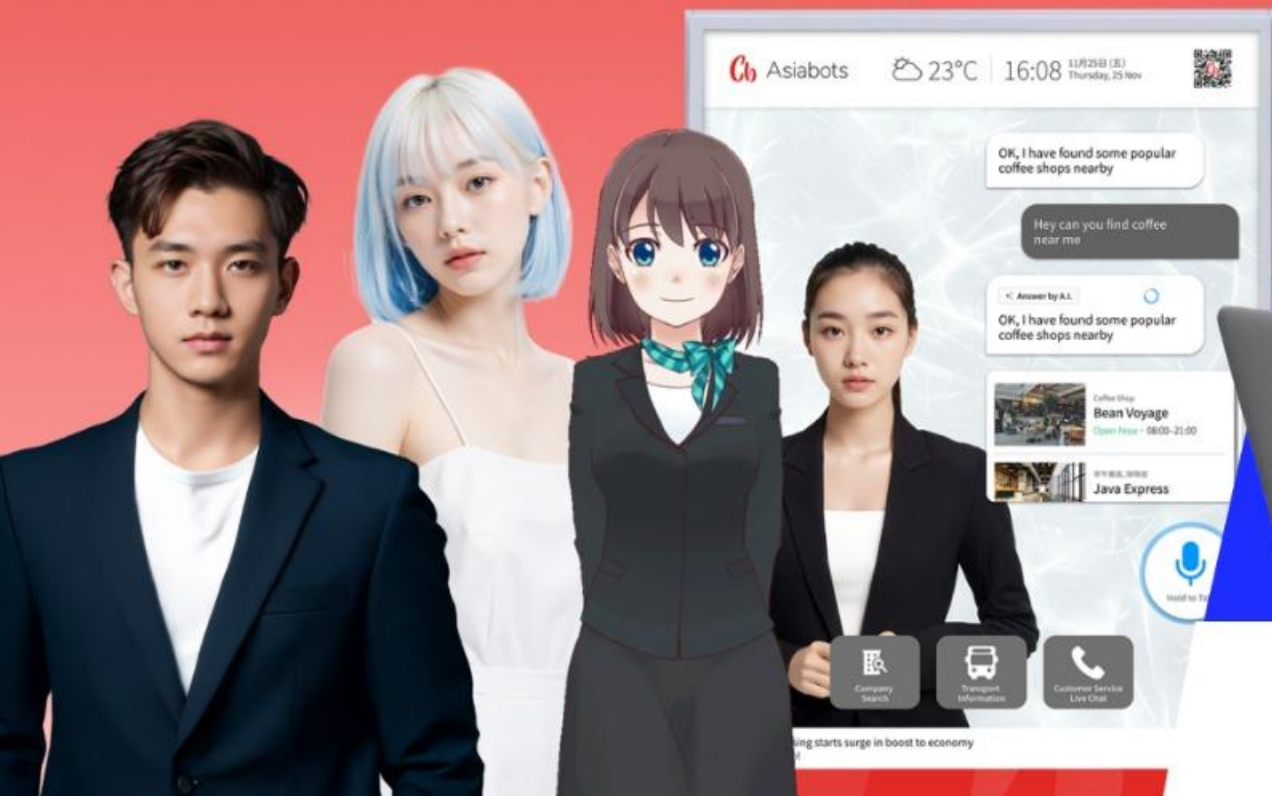 Asiabots
23°C
16:08
11月25日 (五)
Thursday, 25 Nov
OK, I have found some popular
coffee shops nearby
Hey can you find coffee
near me
Answer by A.I.
OK, I have found some popular
coffee shops nearby
Coffee Shop
Bean Voyage
Open Now - 08:00-21:00
Java Express
Hold to
Company
Search
Transport
Information
Customer Service
Live Chat
starts surge in boost to economy